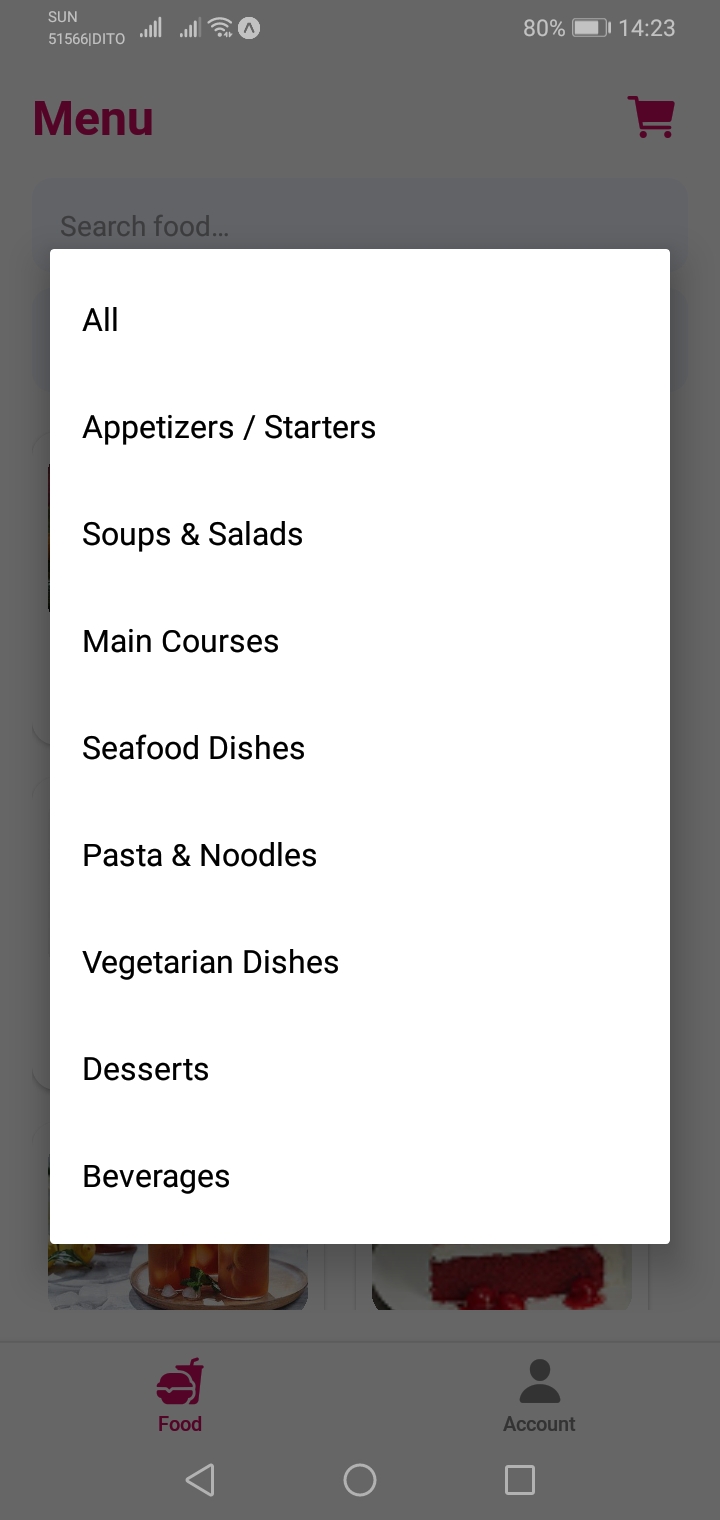 SUN
51566|DITO
80%
14:23
Menu
Search food...
All
Appetizers / Starters
Soups & Salads
Main Courses
Seafood Dishes
Pasta & Noodles
Vegetarian Dishes
Desserts
Beverages
Food
Account